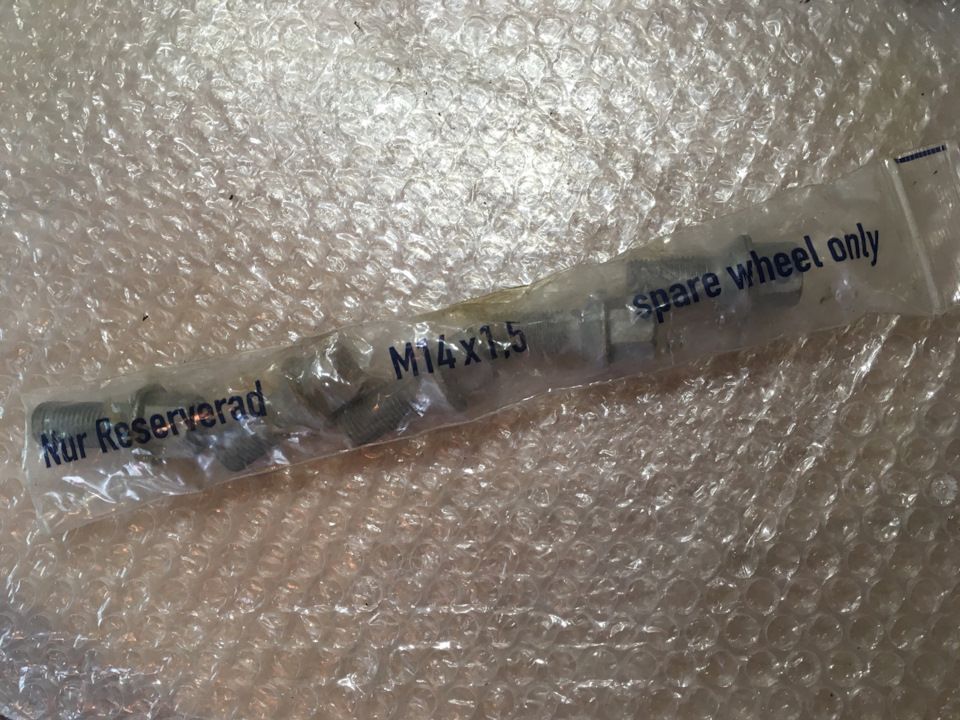 Nur Reserverad
M14x1,5
spare wheel only